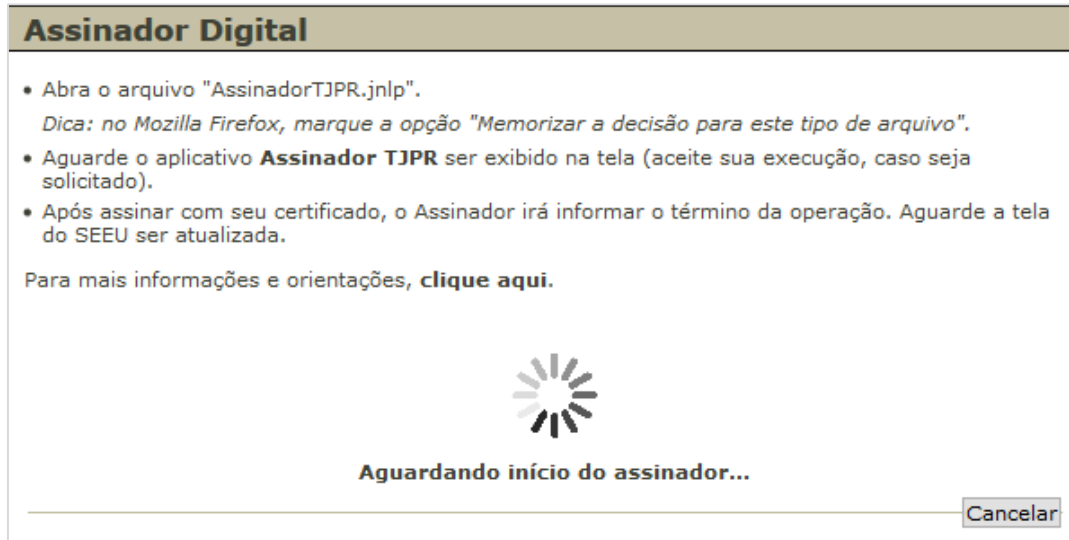 Assinador Digital
• Abra o arquivo "AssinadorTJPR.jnlp".
Dica: no Mozilla Firefox, marque a opção "Memorizar a decisão para este tipo de arquivo".
• Aguarde o aplicativo Assinador TJPR ser exibido na tela (aceite sua execução, caso seja
solicitado).
• Após assinar com seu certificado, o Assinador irá informar o término da operação. Aguarde a tela
do SEEU ser atualizada.
Para mais informações e orientações, clique aqui.
Aguardando início do assinador...
Cancelar